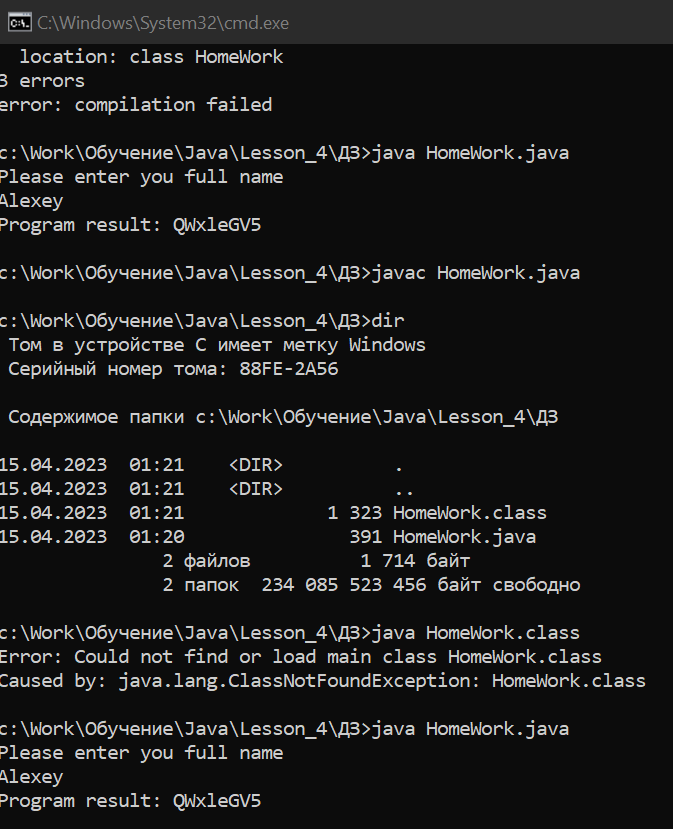 C:\Windows\System32\cmd.exe
location: class HomeWork
3 errors
error: compilation failed
c:\Work\Обучение\Java\Lesson_4\ДЗ>java HomeWork.java
Please enter you full name
Alexey
Program result: QWxleGV5
c:\Work\Обучение\Java\Lesson_4\ДЗ>javac HomeWork.java
c:\Work\Обучение\Java\Lesson_4\ДЗ>dir
Том в устройстве C имеет метку Windows
Серийный номер тома: 88FE-2A56
Содержимое папки c:\Work\Обучение\Java\Lesson_4\ДЗ
15.04.2023  01:21    <DIR>          .
15.04.2023  01:21    <DIR>          ..
15.04.2023  01:21             1 323 HomeWork.class
15.04.2023  01:20               391 HomeWork.java
2 файлов          1 714 байт
2 папок  234 085 523 456 байт свободно
c:\Work\Обучение\Java\Lesson_4\ДЗ>java HomeWork.class
Error: Could not find or load main class HomeWork.class
Caused by: java.lang.ClassNotFoundException: HomeWork.class
c:\Work\Обучение\Java\Lesson_4\ДЗ>java HomeWork.java
Please enter you full name
Alexey
Program result: QWxleGV5